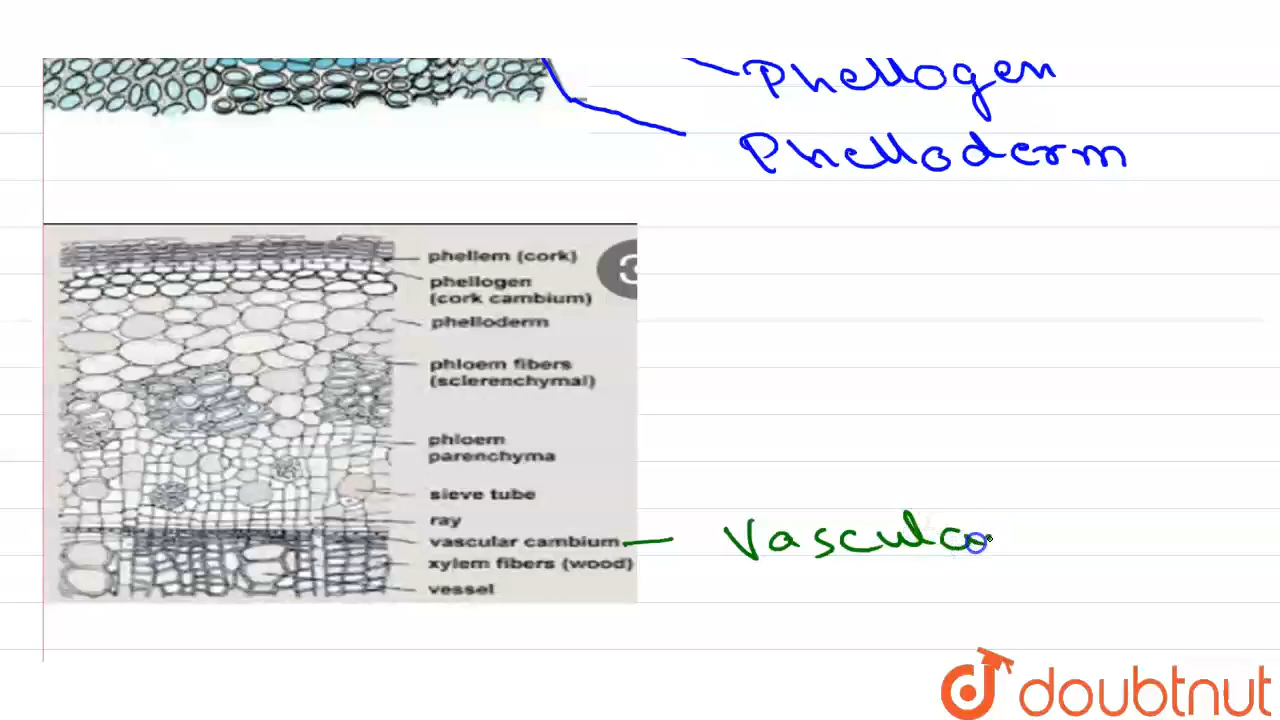 Phellogen
Phelloderm
phellem (cork)
3
phellogen
(cork cambium)
phelloderm
phloem fibers
(sclerenchymal)
phloem
parenchyma
sieve tube
ray
vascular cambium
xylem fibers (wood)
vessel
Vascula
doubtnut